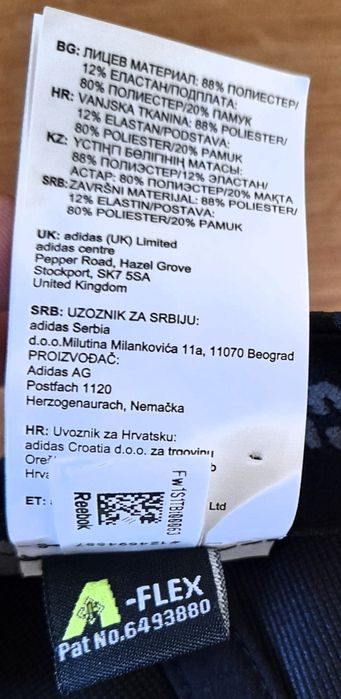 BG: ЛИЦЕВ МАТЕРИАЛ: 88% ПОЛИЕСТЕР/
12% ЕЛАСТАН/ПОДПЛАТА:
80% ПОЛИЕСТЕР/20% ПАМУК
HR: VANJSKA TKANINA: 88% POLIESTER/
12% ELASTAN/PODSTAVA:
80% POLIESTER/20% PAMUK
KZ: ҮСТІҢГІ БӨЛІГІНІҢ МАТАСЫ:
88% ПОЛИЭСТЕР/12% ЭЛАСТАН/
АСТАР: 80% ПОЛИЭСТЕР/20% МАҚТА
SRB:ZAVRŠNI MATERIJAL: 88% POLIESTER/
12% ELASTIN/POSTAVA:
80% POLIESTER/20% PAMUK
UK: adidas (UK) Limited
adidas centre
Pepper Road, Hazel Grove
Stockport, SK7 5SA
United Kingdom
SRB: UZOZNIK ZA SRBIJU:
adidas Serbia
d.o.o.Milutina Milankovića 11a, 11070 Beograd
PROIZVOĐAČ:
Adidas AG
Postfach 1120
Herzogenaurach, Nemačka
HR: Uvoznik za Hrvatsku:
adidas Croatia d.o.o. za trgovinu
Oreš
Hrva
ET:
Ltd
Reebok
A-FLEX
Pat No.6493880